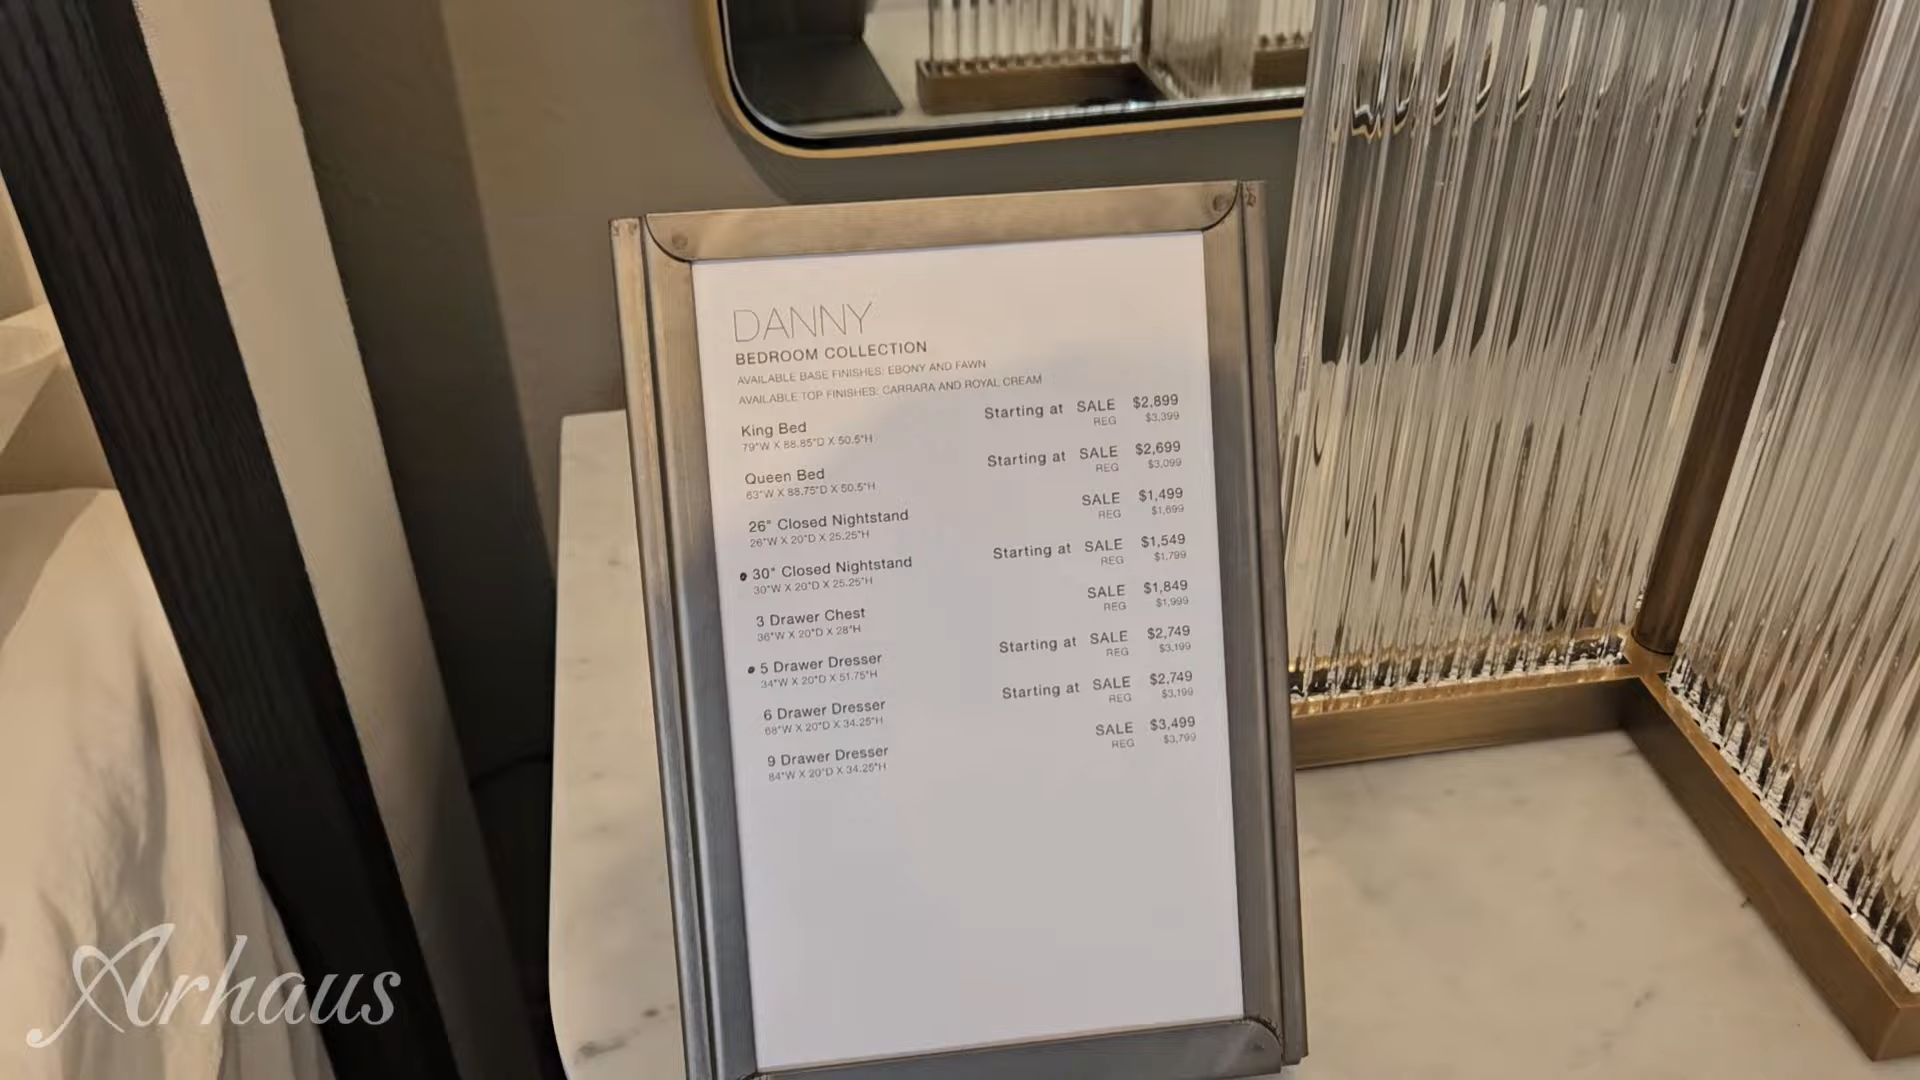 DANNY
BEDROOM COLLECTION
AVAILABLE BASE FINISHES: EBONY AND FAWN
AVAILABLE TOP FINISHES: CARRARA AND ROYAL CREAM
King Bed Starting at SALE $2,899
79"W X 88.85"D X 50.5"H REG $3,399
Queen Bed Starting at SALE $2,699
63"W X 88.75"D X 50.5"H REG $3,099
26" Closed Nightstand SALE $1,499
26"W X 20"D X 25.25"H REG $1,699
• 30" Closed Nightstand Starting at SALE $1,549
30"W X 20"D X 25.25"H REG $1,799
3 Drawer Chest SALE $1,849
36"W X 20"D X 28"H REG $1,999
• 5 Drawer Dresser Starting at SALE $2,749
34"W X 20"D X 51.75"H REG $3,199
6 Drawer Dresser Starting at SALE $2,749
68"W X 20"D X 34.25"H REG $3,199
9 Drawer Dresser SALE $3,499
84"W X 20"D X 34.25"H REG $3,799
Arhaus